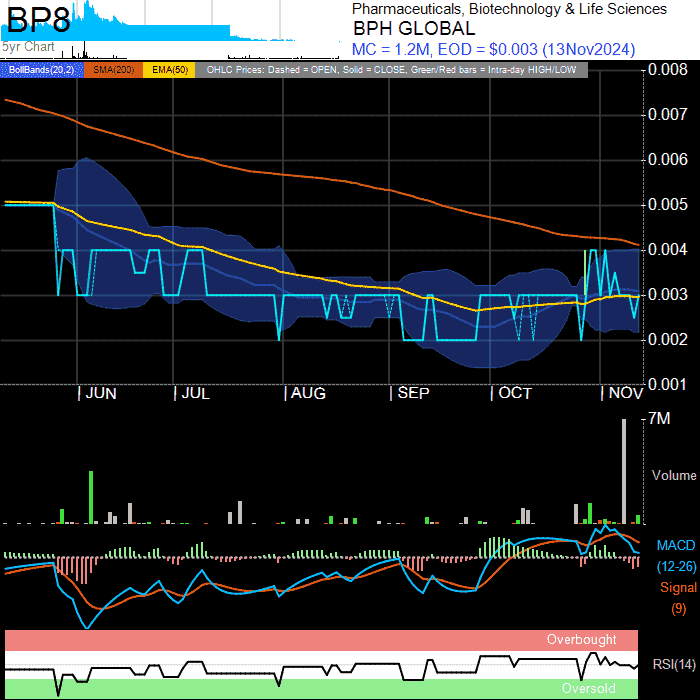 BP8
5yr Chart
Pharmaceuticals, Biotechnology & Life Sciences
BPH GLOBAL
MC = 1.2M, EOD = $0.003 (13Nov2024)
BollBands(20,2) SMA(200) EMA(50) OHLC Prices: Dashed = OPEN, Solid = CLOSE, Green/Red bars = Intra-day HIGH/LOW
0.008
0.007
0.006
0.005
0.004
0.003
0.002
0.001
| JUN | JUL | AUG | SEP | OCT | NOV
7M
Volume
MACD
(12-26)
Signal
(9)
Overbought
RSI(14)
Oversold